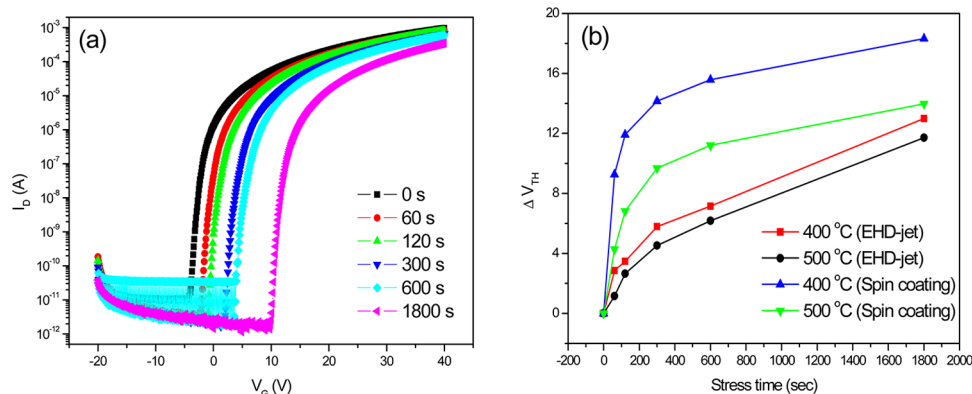 (a)
10⁻³
10⁻⁴
10⁻⁵
10⁻⁶
10⁻⁷
10⁻⁸
10⁻⁹
10⁻¹⁰
10⁻¹¹
10⁻¹²
I_D (A)
0 s
60 s
120 s
300 s
600 s
1800 s
-20 -10 0 10 20 30 40
V_G (V)
(b)
20
16
12
8
4
0
Δ V_TH
400 °C (EHD-jet)
500 °C (EHD-jet)
400 °C (Spin coating)
500 °C (Spin coating)
-200 0 200 400 600 800 1000 1200 1400 1600 1800 2000
Stress time (sec)